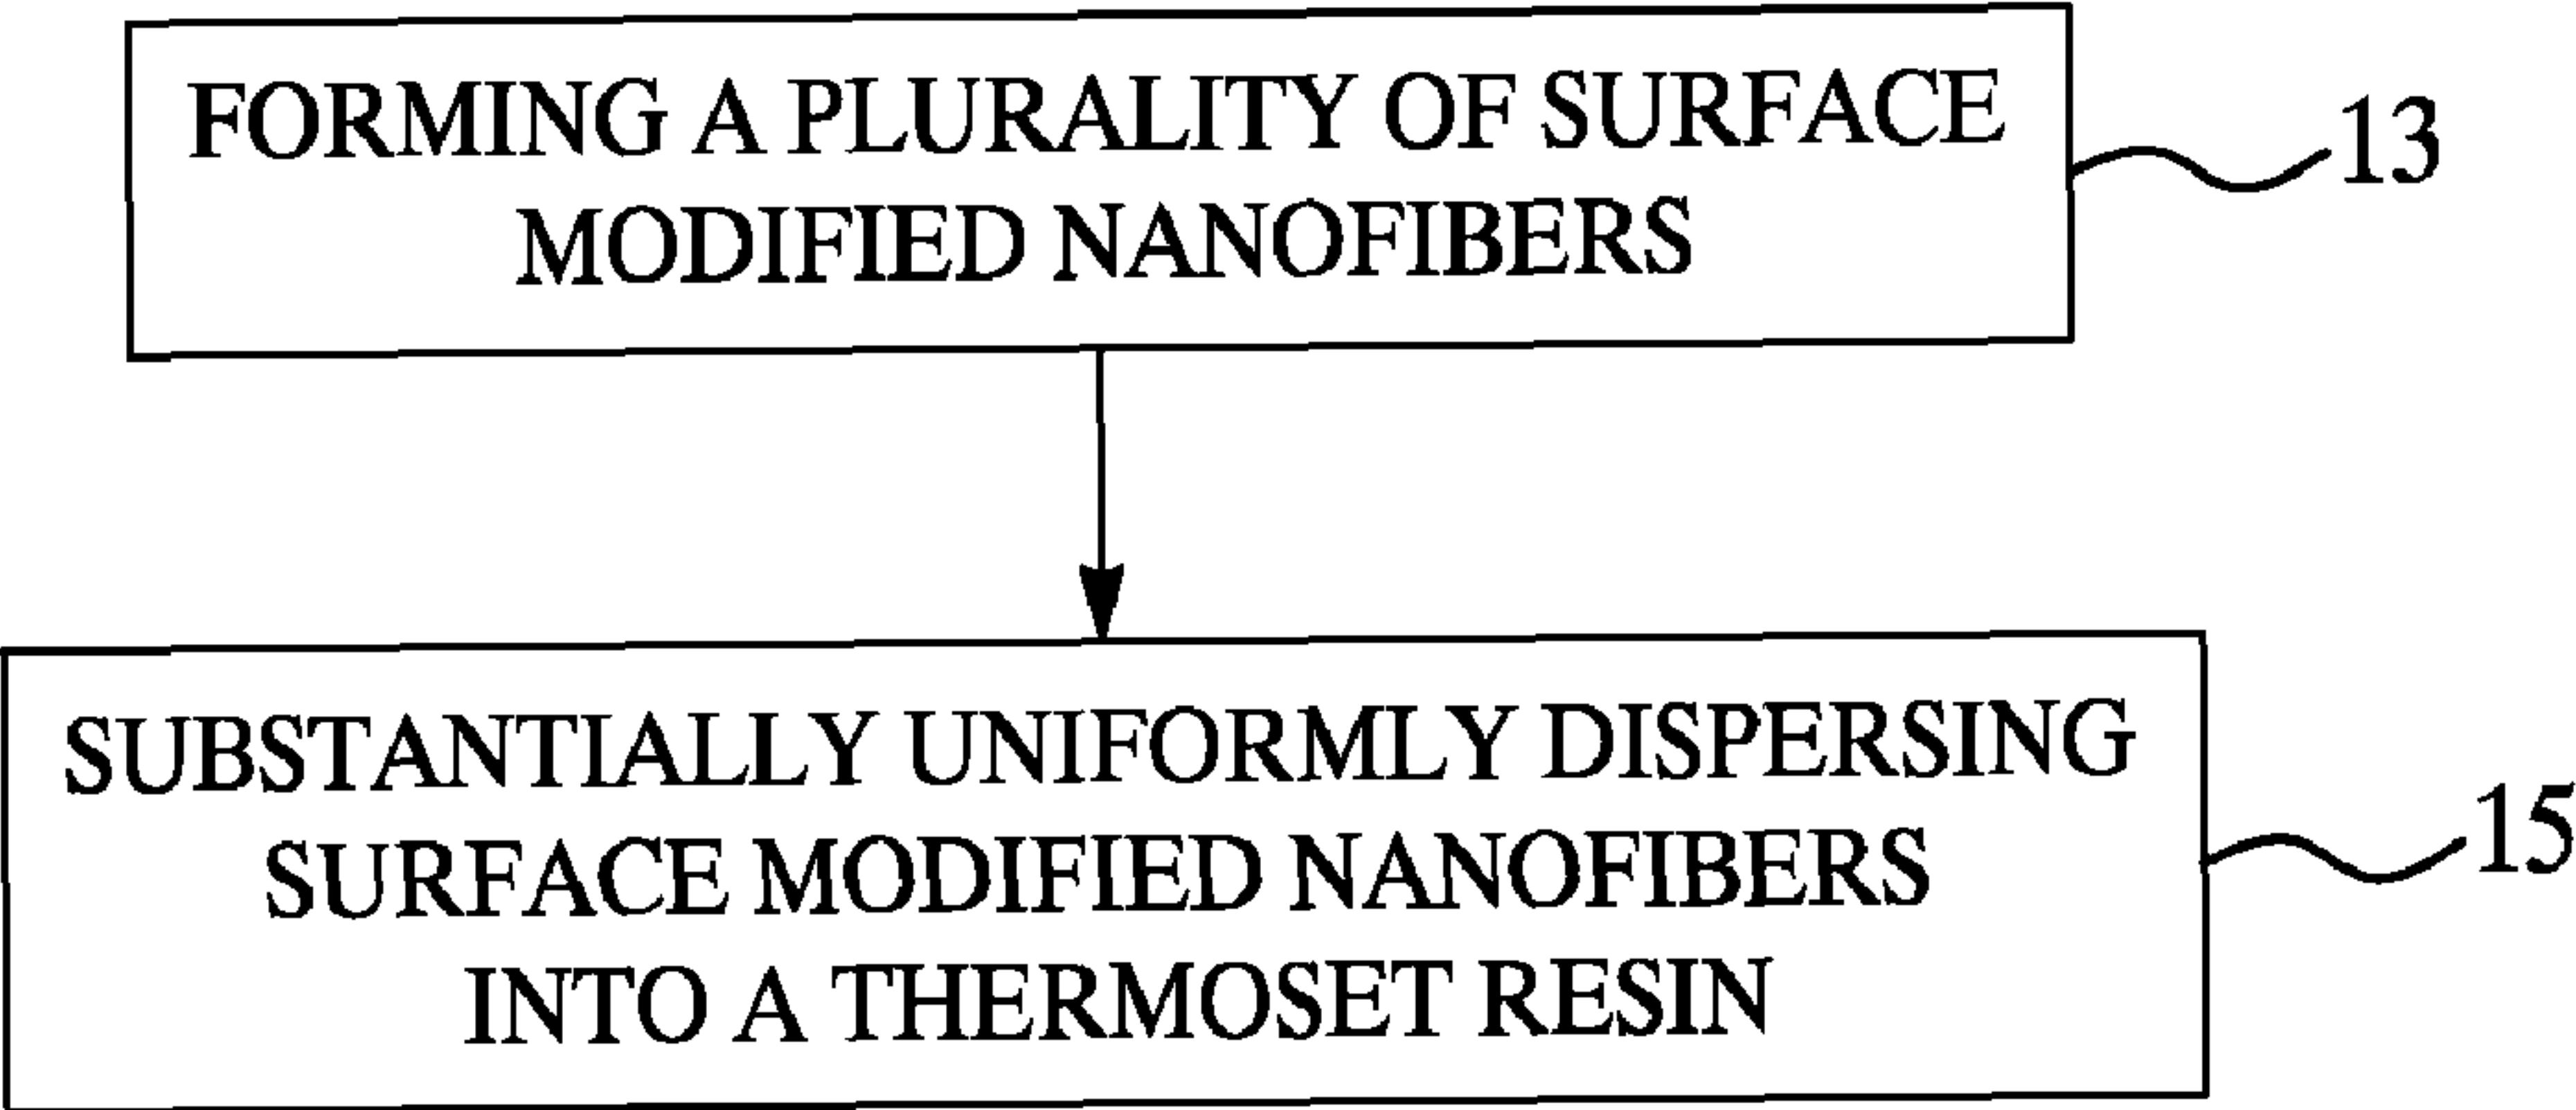 FORMING A PLURALITY OF SURFACE
MODIFIED NANOFIBERS
13
SUBSTANTIALLY UNIFORMLY DISPERSING
SURFACE MODIFIED NANOFIBERS
INTO A THERMOSET RESIN
15